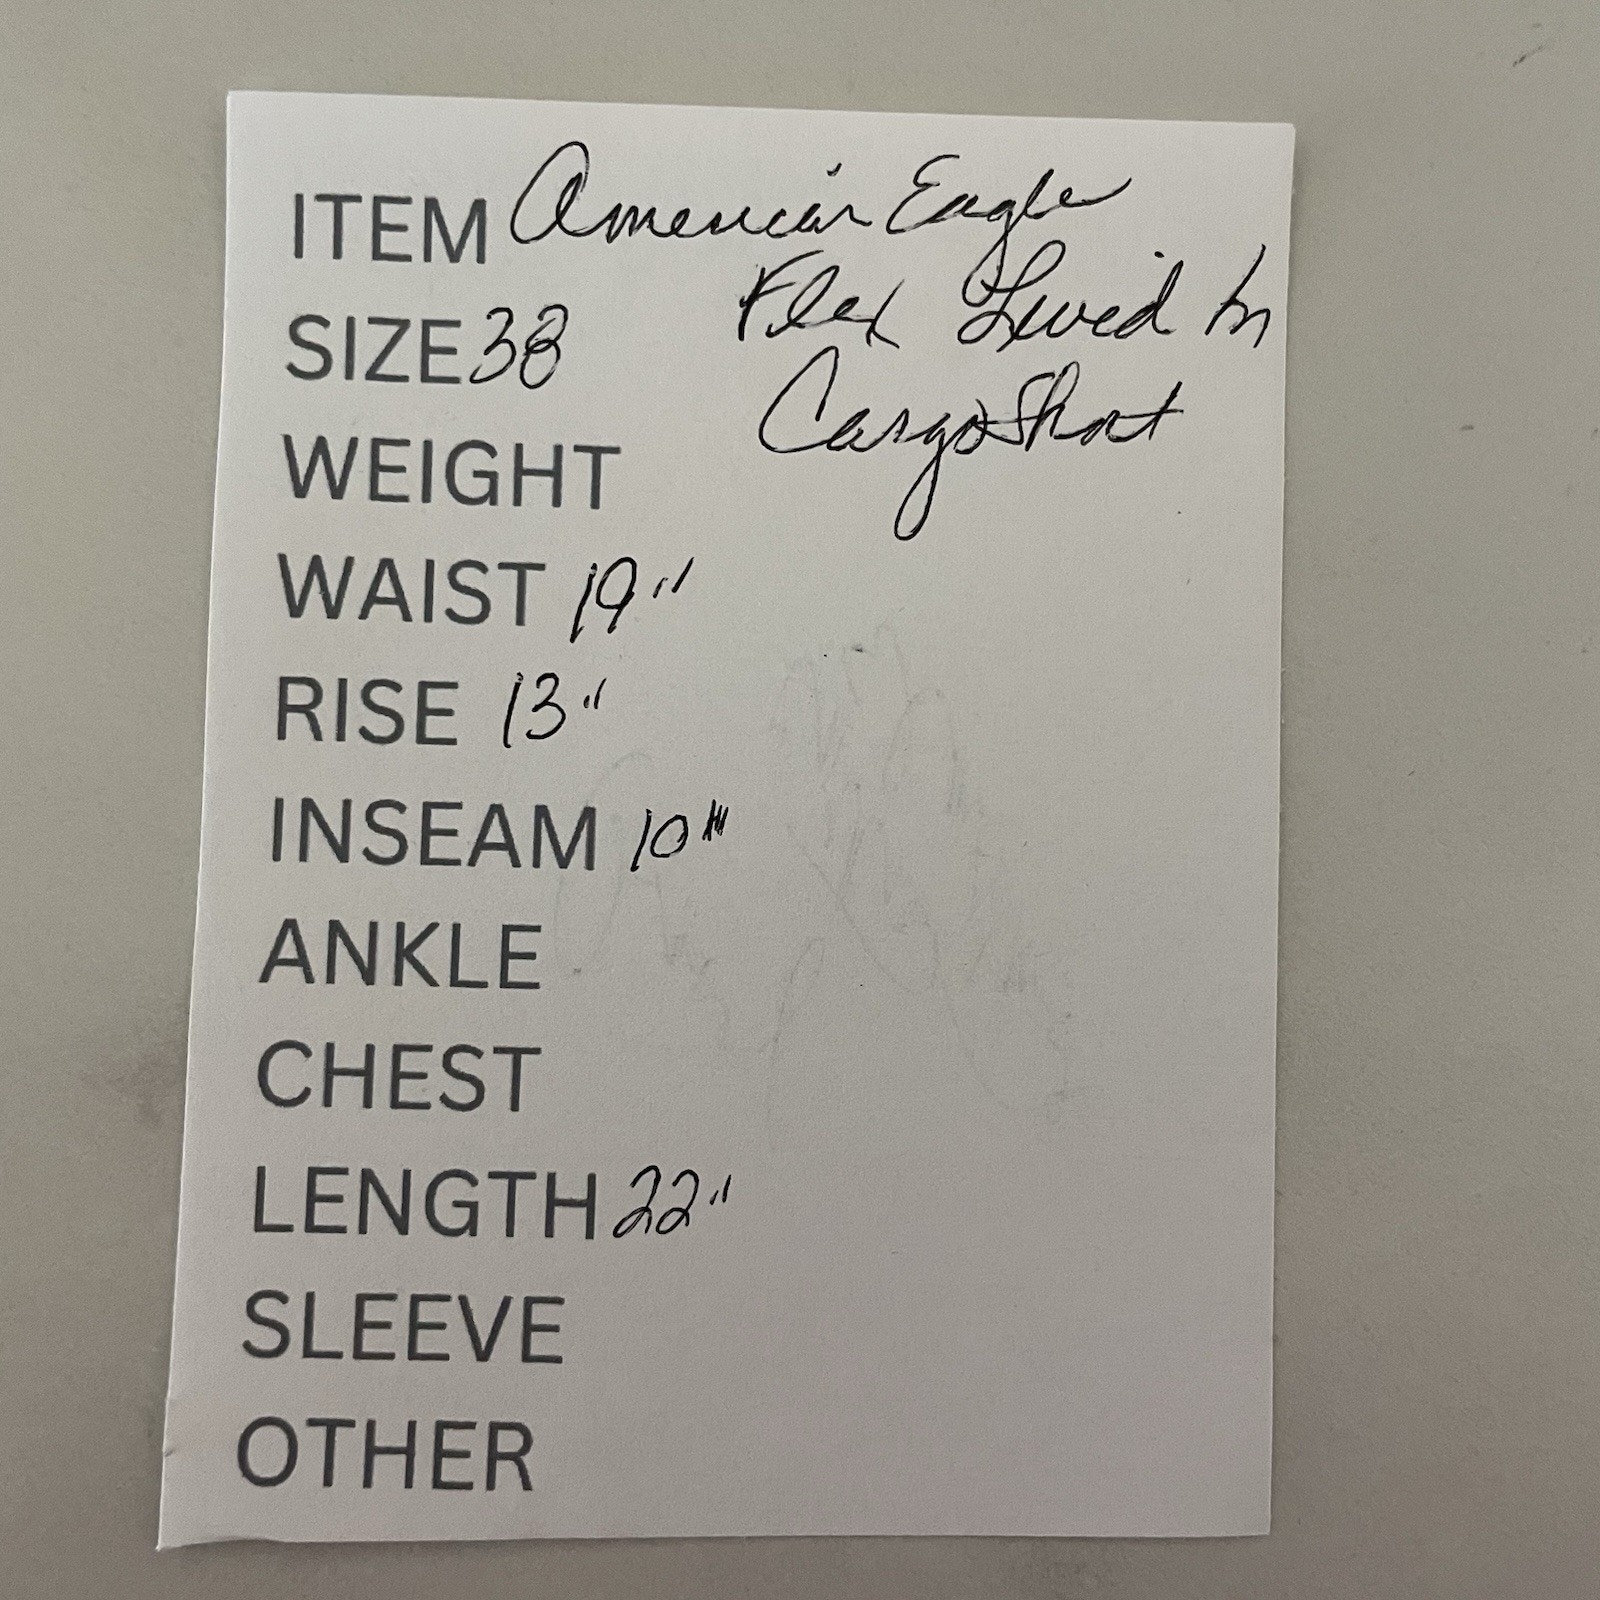 ITEM American Eagle
Flex Lived In
SIZE 38
Cargo Short
WEIGHT
WAIST 19"
RISE 13"
INSEAM 10"
ANKLE
CHEST
LENGTH 22"
SLEEVE
OTHER